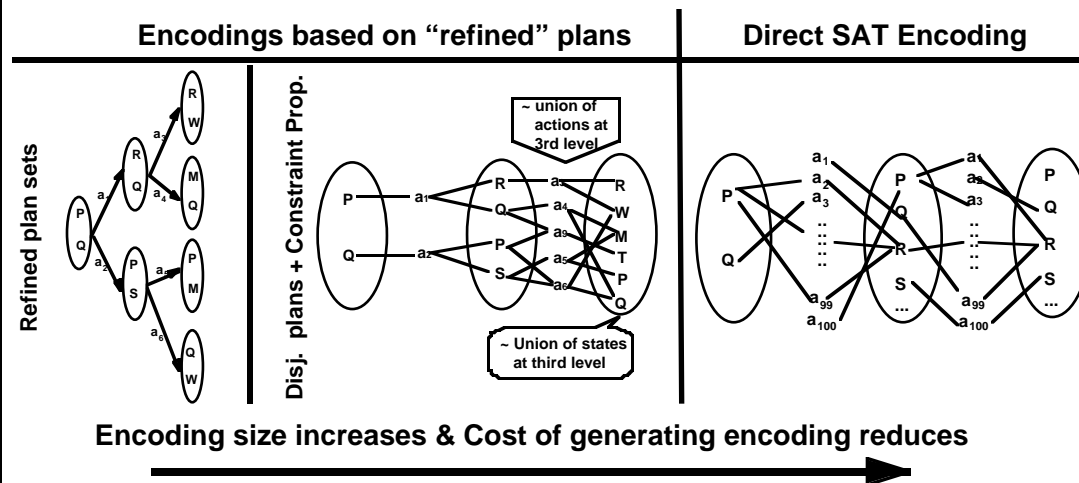 Encodings based on “refined” plans
Direct SAT Encoding
Refined plan sets
P
Q
a1
a2
R
Q
P
S
a3
a4
a5
a6
R
W
M
Q
P
M
Q
W
Disj. plans + Constraint Prop.
~ union of
actions at
3rd level
P
Q
a1
a2
R
Q
P
S
a3
a4
a9
a5
a6
R
W
M
T
P
Q
~ Union of states
at third level
P
Q
a1
a2
a3
..
..
..
..
a99
a100
P
Q
R
S
...
a1
a2
a3
..
..
..
..
a99
a100
P
Q
R
S
...
Encoding size increases & Cost of generating encoding reduces